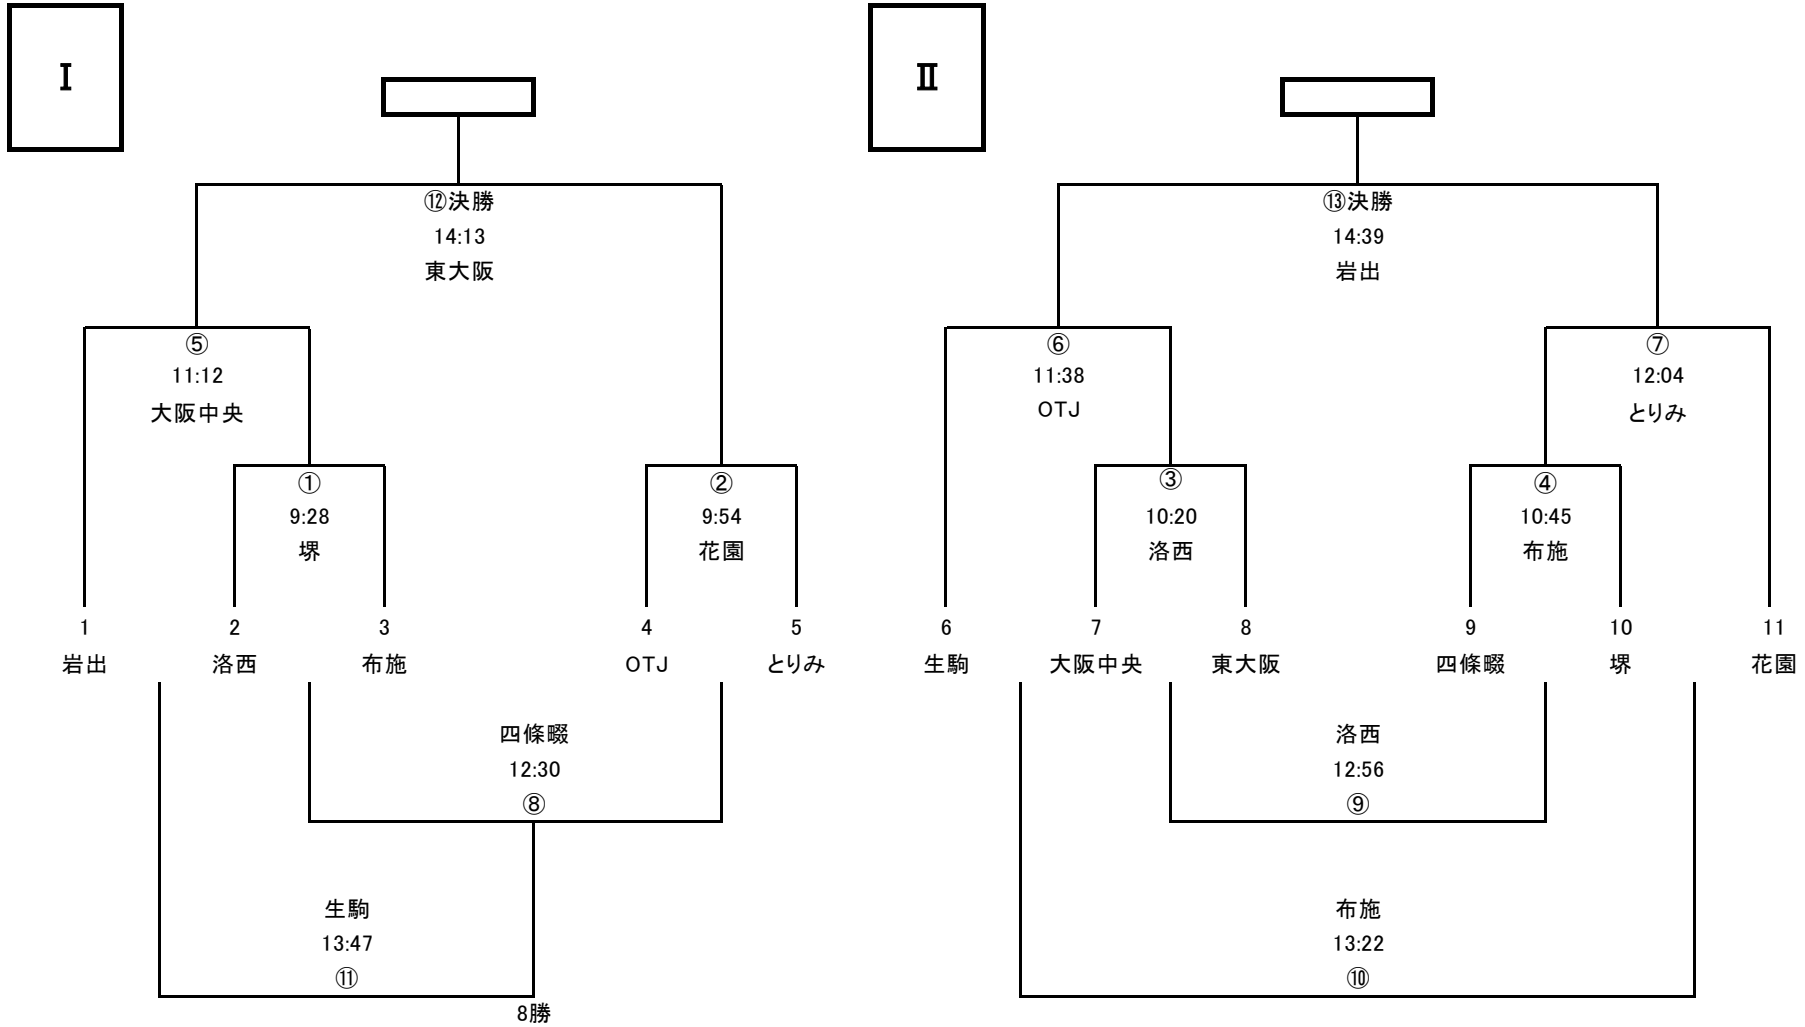 Ⅰ
⑫決勝
14:13
東大阪
⑤
11:12
大阪中央
①
9:28
堺
②
9:54
花園
1
2
3
4
5
岩出
洛西
布施
OTJ
とりみ
四條畷
12:30
⑧
生駒
13:47
⑪
8勝
Ⅱ
⑬決勝
14:39
岩出
⑥
11:38
OTJ
⑦
12:04
とりみ
③
10:20
洛西
④
10:45
布施
6
7
8
9
10
11
生駒
大阪中央
東大阪
四條畷
堺
花園
洛西
12:56
⑨
布施
13:22
⑩